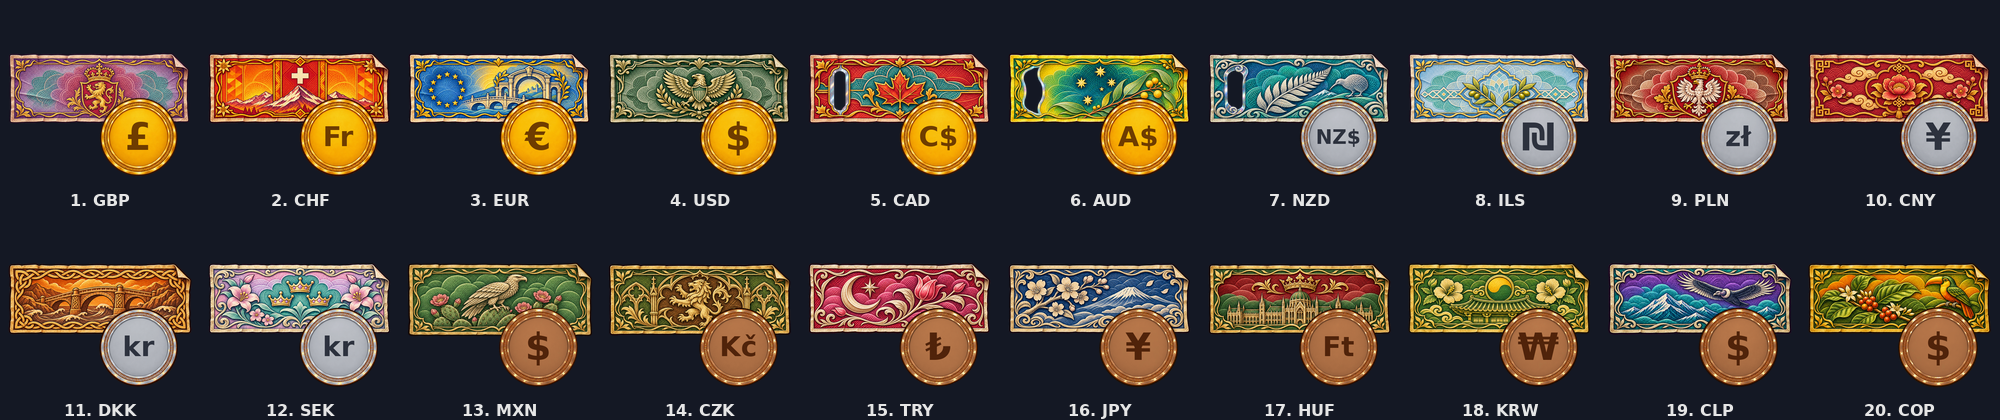 £ Fr € $ C$ A$ NZ$ ₪ zł ¥
1. GBP 2. CHF 3. EUR 4. USD 5. CAD 6. AUD 7. NZD 8. ILS 9. PLN 10. CNY
kr kr $ Kč ₺ ¥ Ft ₩ $ $
11. DKK 12. SEK 13. MXN 14. CZK 15. TRY 16. JPY 17. HUF 18. KRW 19. CLP 20. COP